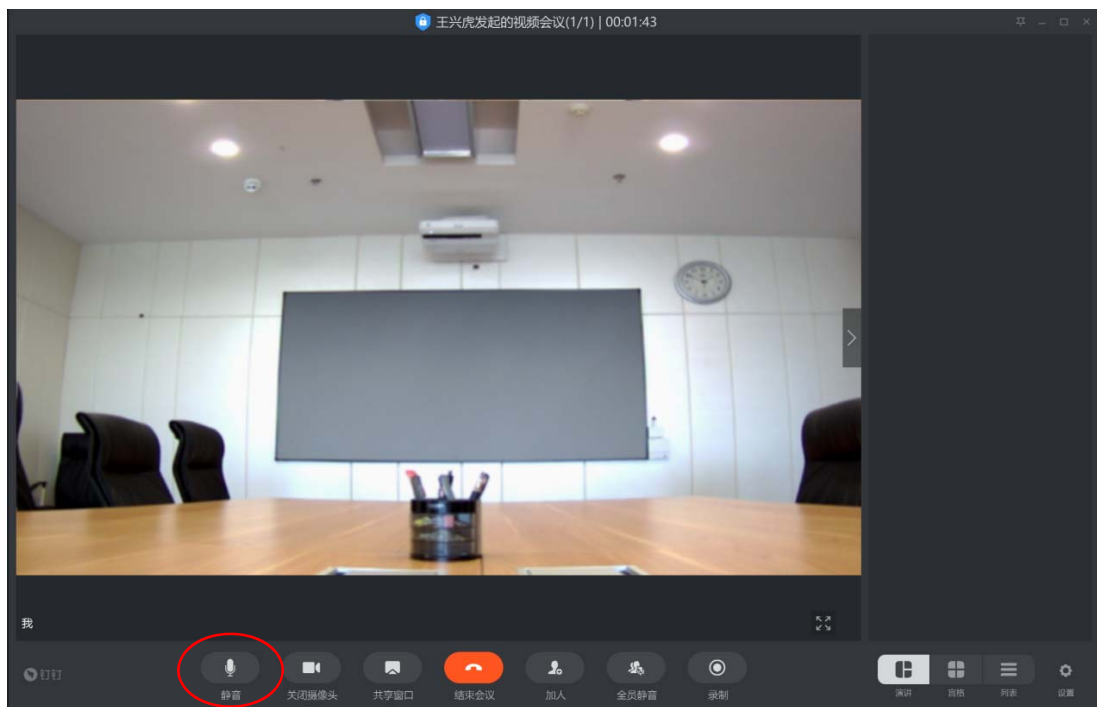 王兴虎发起的视频会议(1/1) | 00:01:43
我
钉钉
静音
关闭摄像头
共享窗口
结束会议
加人
全员静音
录制
演讲
宫格
列表
设置